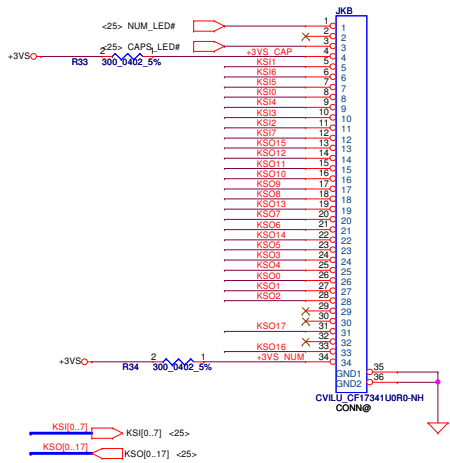 JKB
<25> NUM_LED# 1 1
2 2
<25> CAPS_LED# 3 3
+3VS 2 1 +3VS_CAP 4 4
R33 300_0402_5%
KSI1 5 5
KSI6 6 6
KSI5 7 7
KSI0 8 8
KSI4 9 9
KSI3 10 10
KSI2 11 11
KSI7 12 12
KSO15 13 13
KSO12 14 14
KSO11 15 15
KSO10 16 16
KSO9 17 17
KSO8 18 18
KSO13 19 19
KSO7 20 20
KSO6 21 21
KSO14 22 22
KSO5 23 23
KSO3 24 24
KSO4 25 25
KSO0 26 26
KSO1 27 27
KSO2 28 28
29 29
30 30
KSO17 31 31
32 32
KSO16 33 33
+3VS 2 1 +3VS_NUM 34 34
R34 300_0402_5%
GND1 35
GND2 36
CVILU_CF17341U0R0-NH
CONN@
KSI[0..7] KSI[0..7] <25>
KSO[0..17] KSO[0..17] <25>